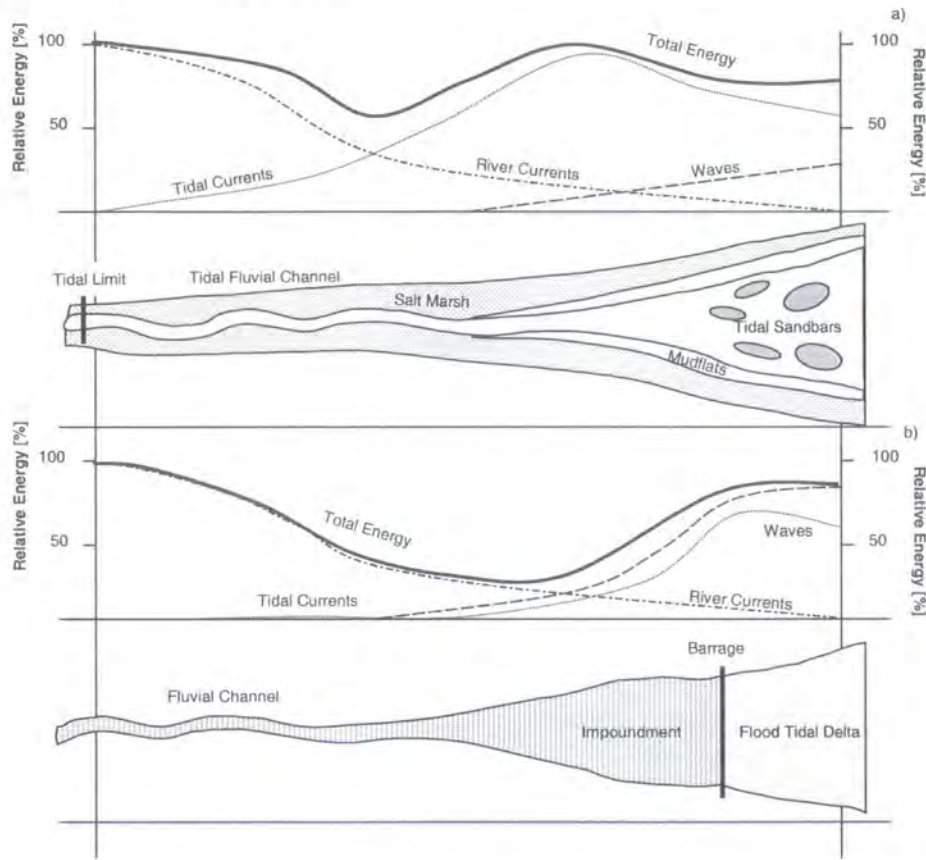 a)
Relative Energy [%]
100
50
Total Energy
Tidal Currents
River Currents
Waves
100
50
Relative Energy [%]
Tidal Limit
Tidal Fluvial Channel
Salt Marsh
Tidal Sandbars
Mudflats
b)
Relative Energy [%]
100
50
Total Energy
Tidal Currents
Waves
River Currents
100
50
Relative Energy [%]
Barrage
Fluvial Channel
Impoundment
Flood Tidal Delta